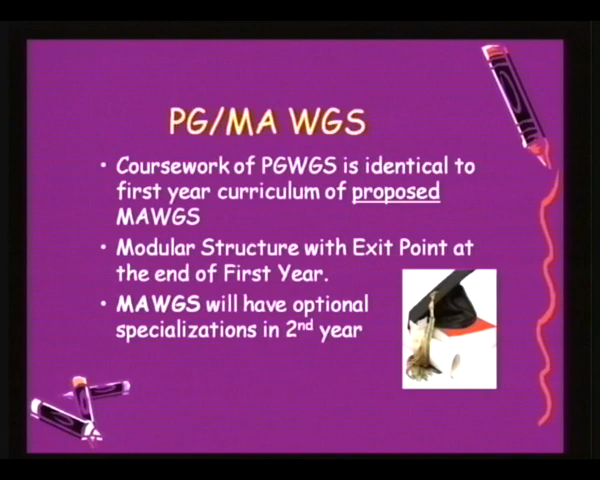 PG/MA WGS
• Coursework of PGWGS is identical to
first year curriculum of proposed
MAWGS
• Modular Structure with Exit Point at
the end of First Year.
• MAWGS will have optional
specializations in 2nd year